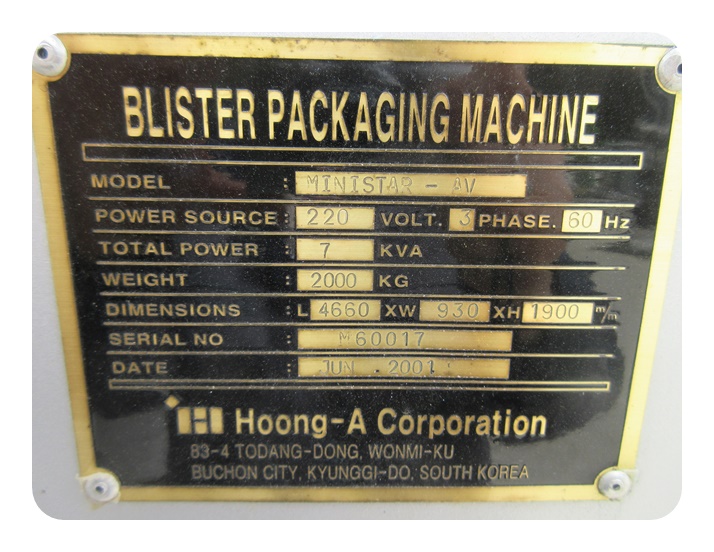 BLISTER PACKAGING MACHINE
MODEL : MINISTAR - AV
POWER SOURCE : 220 VOLT. 3 PHASE. 60 Hz
TOTAL POWER : 7 KVA
WEIGHT : 2000 KG
DIMENSIONS : L 4660 XW 930 XH 1900 m/m
SERIAL NO : M60017
DATE : JUN . 2001
Hoong-A Corporation
83-4 TODANG-DONG, WONMI-KU
BUCHON CITY, KYUNGGI-DO, SOUTH KOREA